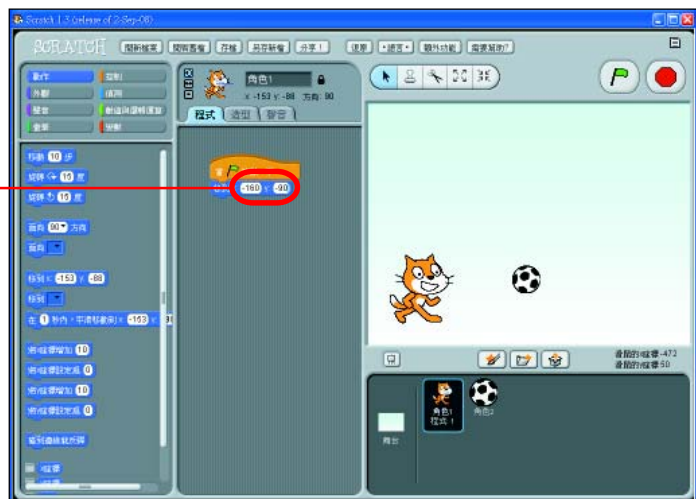 Scratch 1.3 (release of 2-Sep-08)
SCRATCH 開新檔案 開啟舊檔 存檔 另存新檔 分享！ 復原 ·語言· 額外功能 需要幫助?
動作 控制
外觀 偵測
聲音 數值與邏輯運算
畫筆 變數
角色1
x: -153 y: -88 方向: 90
程式 造型 聲音
移動 10 步
旋轉 15 度
旋轉 15 度
面向 90 方向
面向
移到 x: -153 y: -88
移到
在 1 秒內，平滑移動到 x: -153 y:
將x座標增加 10
將x座標設定成 0
將y座標增加 10
將y座標設定成 0
碰到邊緣就反彈
x座標
當
移到 x: -160 y: -90
滑鼠的x座標: -473
滑鼠的y座標: 50
舞台
角色1
程式: 1
角色2